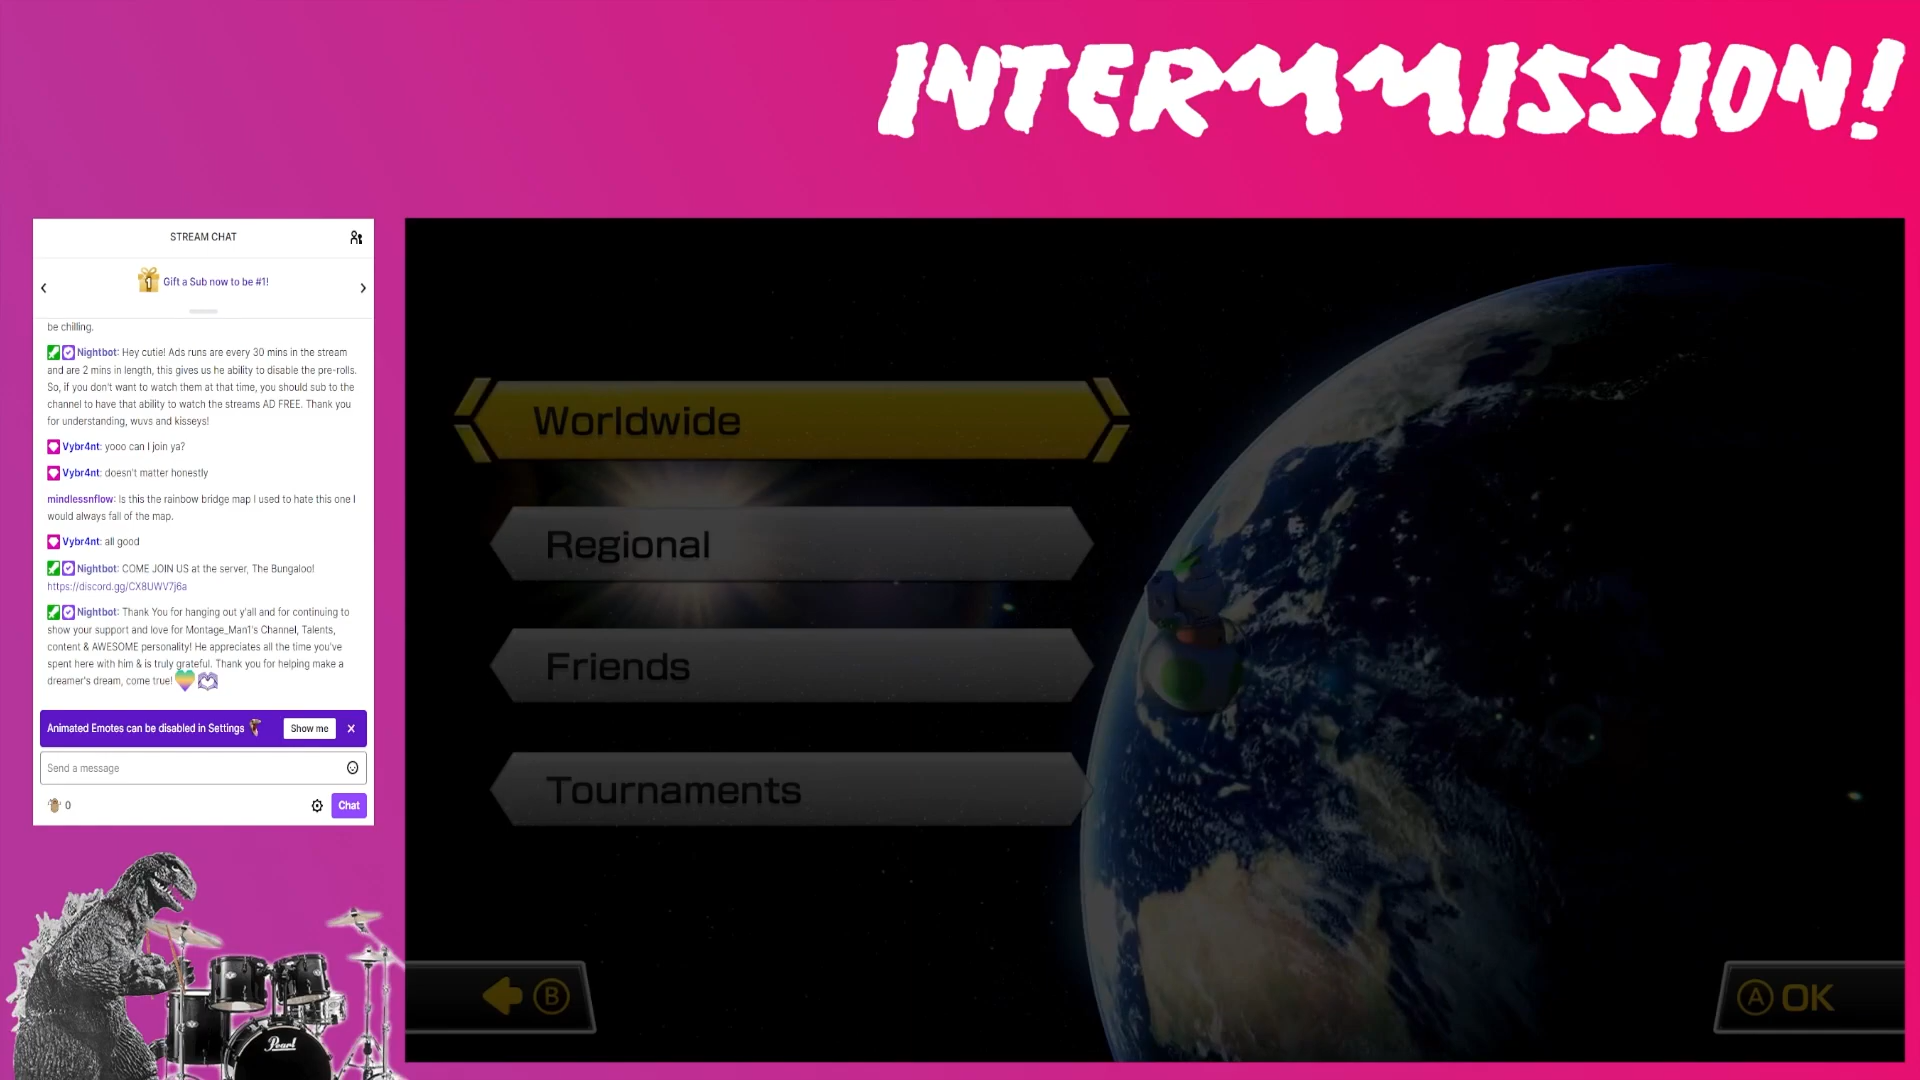 INTERMMISSION!
STREAM CHAT
1
Gift a Sub now to be #1!
be chilling.
Nightbot: Hey cutie! Ads runs are every 30 mins in the stream
and are 2 mins in length, this gives us he ability to disable the pre-rolls.
So, if you don't want to watch them at that time, you should sub to the
channel to have that ability to watch the streams AD FREE. Thank you
for understanding, wuvs and kisseys!
Vybr4nt: yooo can I join ya?
Vybr4nt: doesn't matter honestly
mindlessnflow: Is this the rainbow bridge map I used to hate this one I
would always fall of the map.
Vybr4nt: all good
Nightbot: COME JOIN US at the server, The Bungaloo!
https://discord.gg/CX8UWV7j6a
Nightbot: Thank You for hanging out y'all and for continuing to
show your support and love for Montage_Man1's Channel, Talents,
content & AWESOME personality! He appreciates all the time you've
spent here with him & is truly grateful. Thank you for helping make a
dreamer's dream, come true!
Animated Emotes can be disabled in Settings
Show me
Send a message
0
Chat
Pearl
Worldwide
Regional
Friends
Tournaments
B
A OK